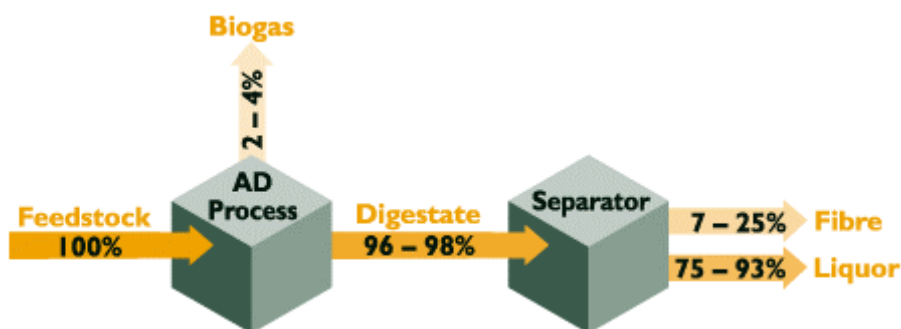 Biogas
2 – 4%
AD
Process
Feedstock
100%
Digestate
96 – 98%
Separator
7 – 25%
Fibre
75 – 93%
Liquor